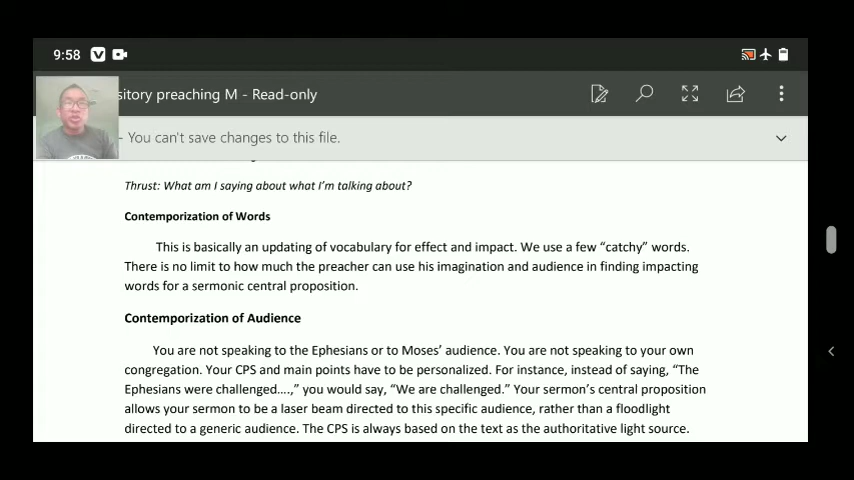 9:58
sitory preaching M - Read-only
- You can't save changes to this file.
Thrust: What am I saying about what I'm talking about?
Contemporization of Words
This is basically an updating of vocabulary for effect and impact. We use a few “catchy” words.
There is no limit to how much the preacher can use his imagination and audience in finding impacting
words for a sermonic central proposition.
Contemporization of Audience
You are not speaking to the Ephesians or to Moses’ audience. You are not speaking to your own
congregation. Your CPS and main points have to be personalized. For instance, instead of saying, “The
Ephesians were challenged….,” you would say, “We are challenged.” Your sermon’s central proposition
allows your sermon to be a laser beam directed to this specific audience, rather than a floodlight
directed to a generic audience. The CPS is always based on the text as the authoritative light source.